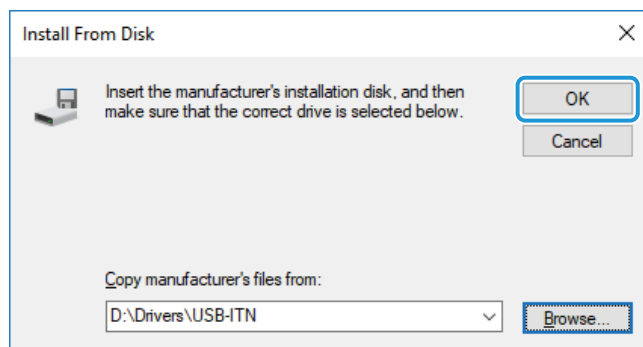 Install From Disk
Insert the manufacturer's installation disk, and then
make sure that the correct drive is selected below.
OK
Cancel
Copy manufacturer's files from:
D:\Drivers\USB-ITN
Browse...